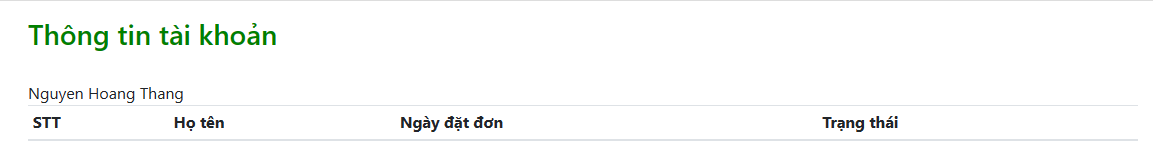 Thông tin tài khoản
Nguyen Hoang Thang
STT Họ tên Ngày đặt đơn Trạng thái